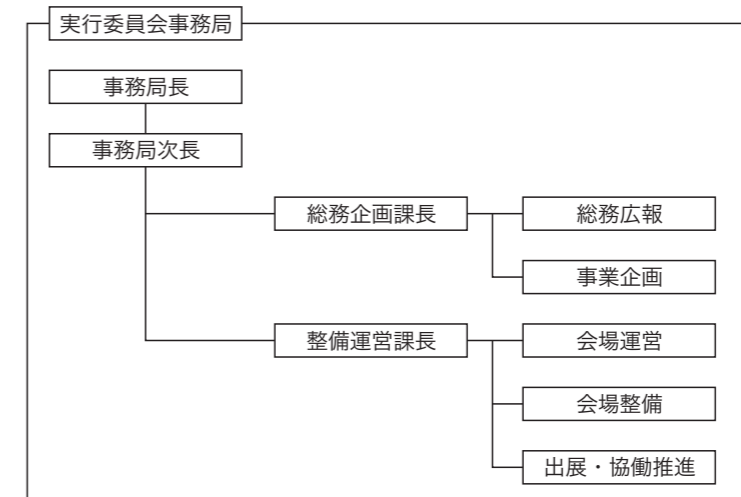 実行委員会事務局
事務局長
事務局次長
総務企画課長
総務広報
事業企画
整備運営課長
会場運営
会場整備
出展・協働推進